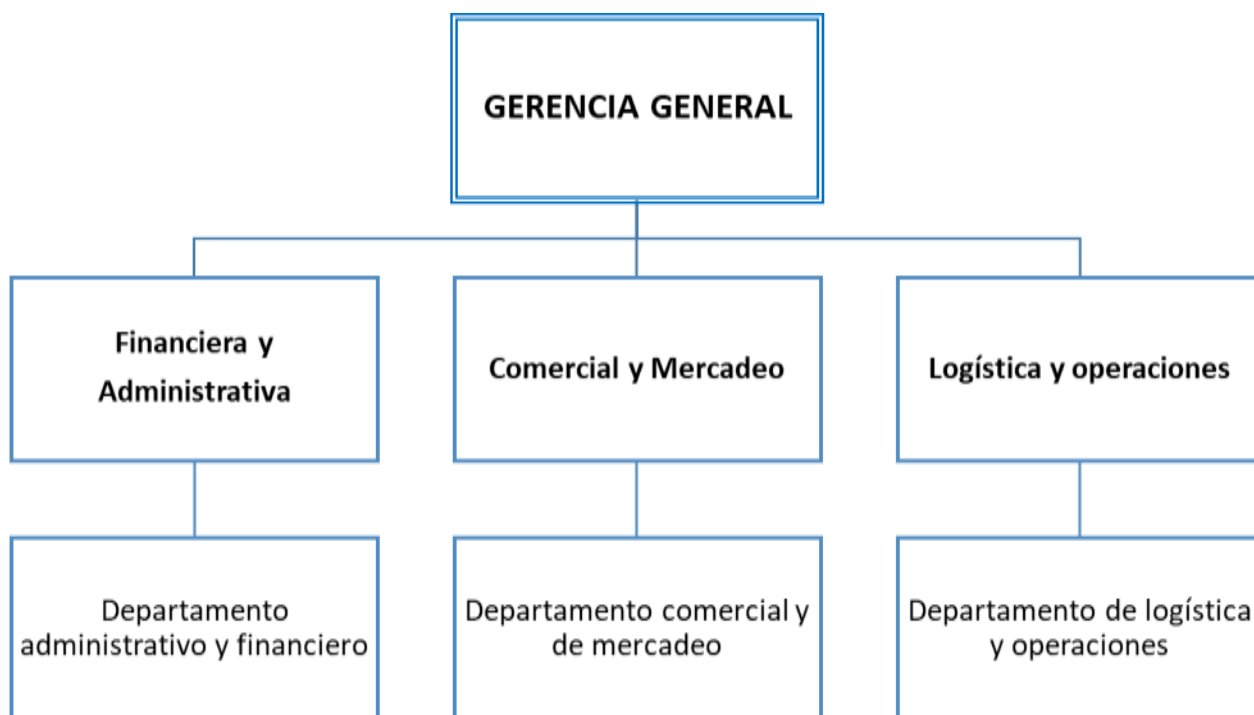 GERENCIA GENERAL
Financiera y
Administrativa
Comercial y Mercadeo
Logística y operaciones
Departamento
administrativo y financiero
Departamento comercial y
de mercadeo
Departamento de logística
y operaciones